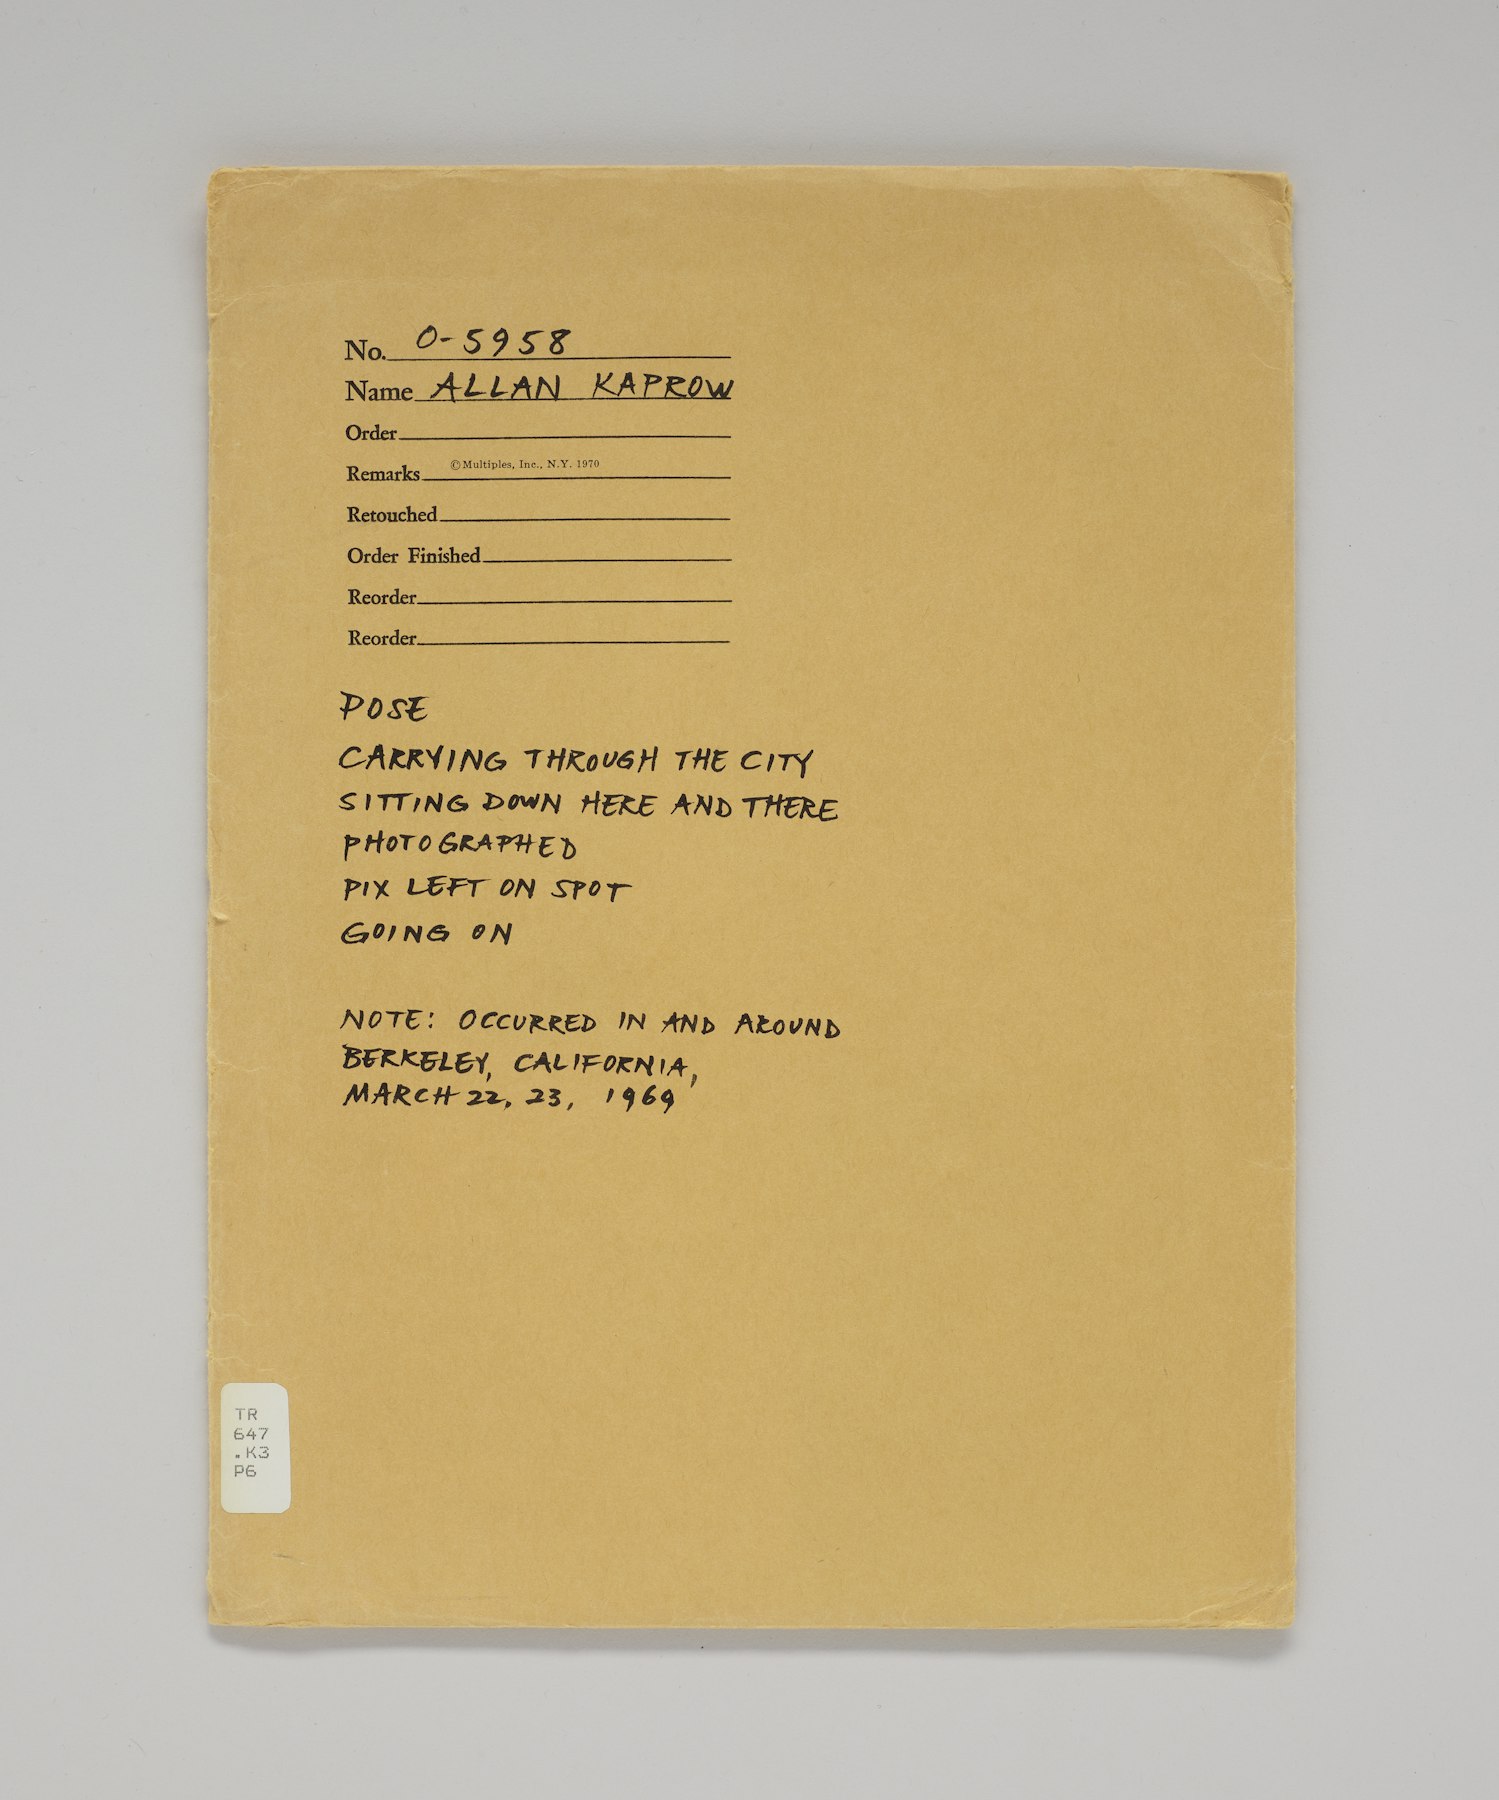 No. 0-5958
Name ALLAN KAPROW
Order
Remarks ©Multiples, Inc., N.Y. 1970
Retouched
Order Finished
Reorder
Reorder
POSE
CARRYING THROUGH THE CITY
SITTING DOWN HERE AND THERE
PHOTOGRAPHED
PIX LEFT ON SPOT
GOING ON
NOTE: OCCURRED IN AND AROUND
BERKELEY, CALIFORNIA,
MARCH 22, 23, 1969
TR
647
.K3
P6